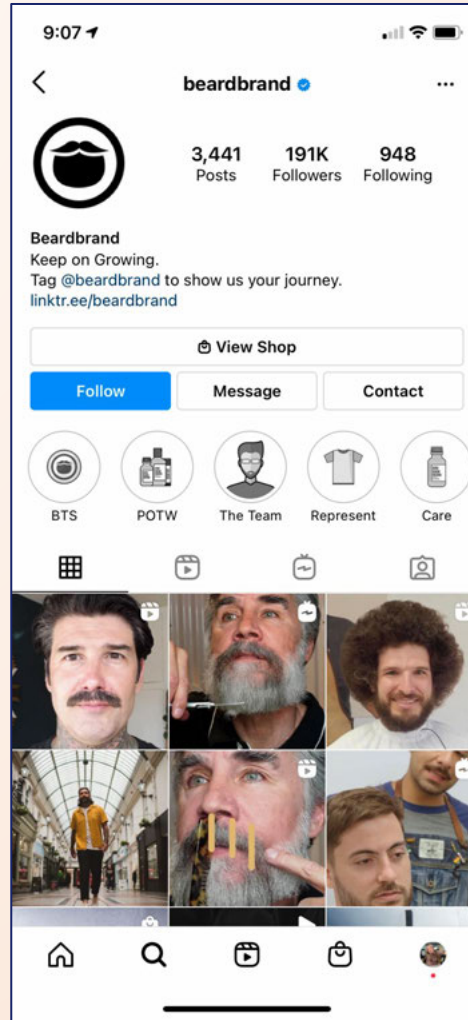 9:07
beardbrand
3,441 191K 948
Posts Followers Following
Beardbrand
Keep on Growing.
Tag @beardbrand to show us your journey.
linktr.ee/beardbrand
View Shop
Follow Message Contact
BTS POTW The Team Represent Care